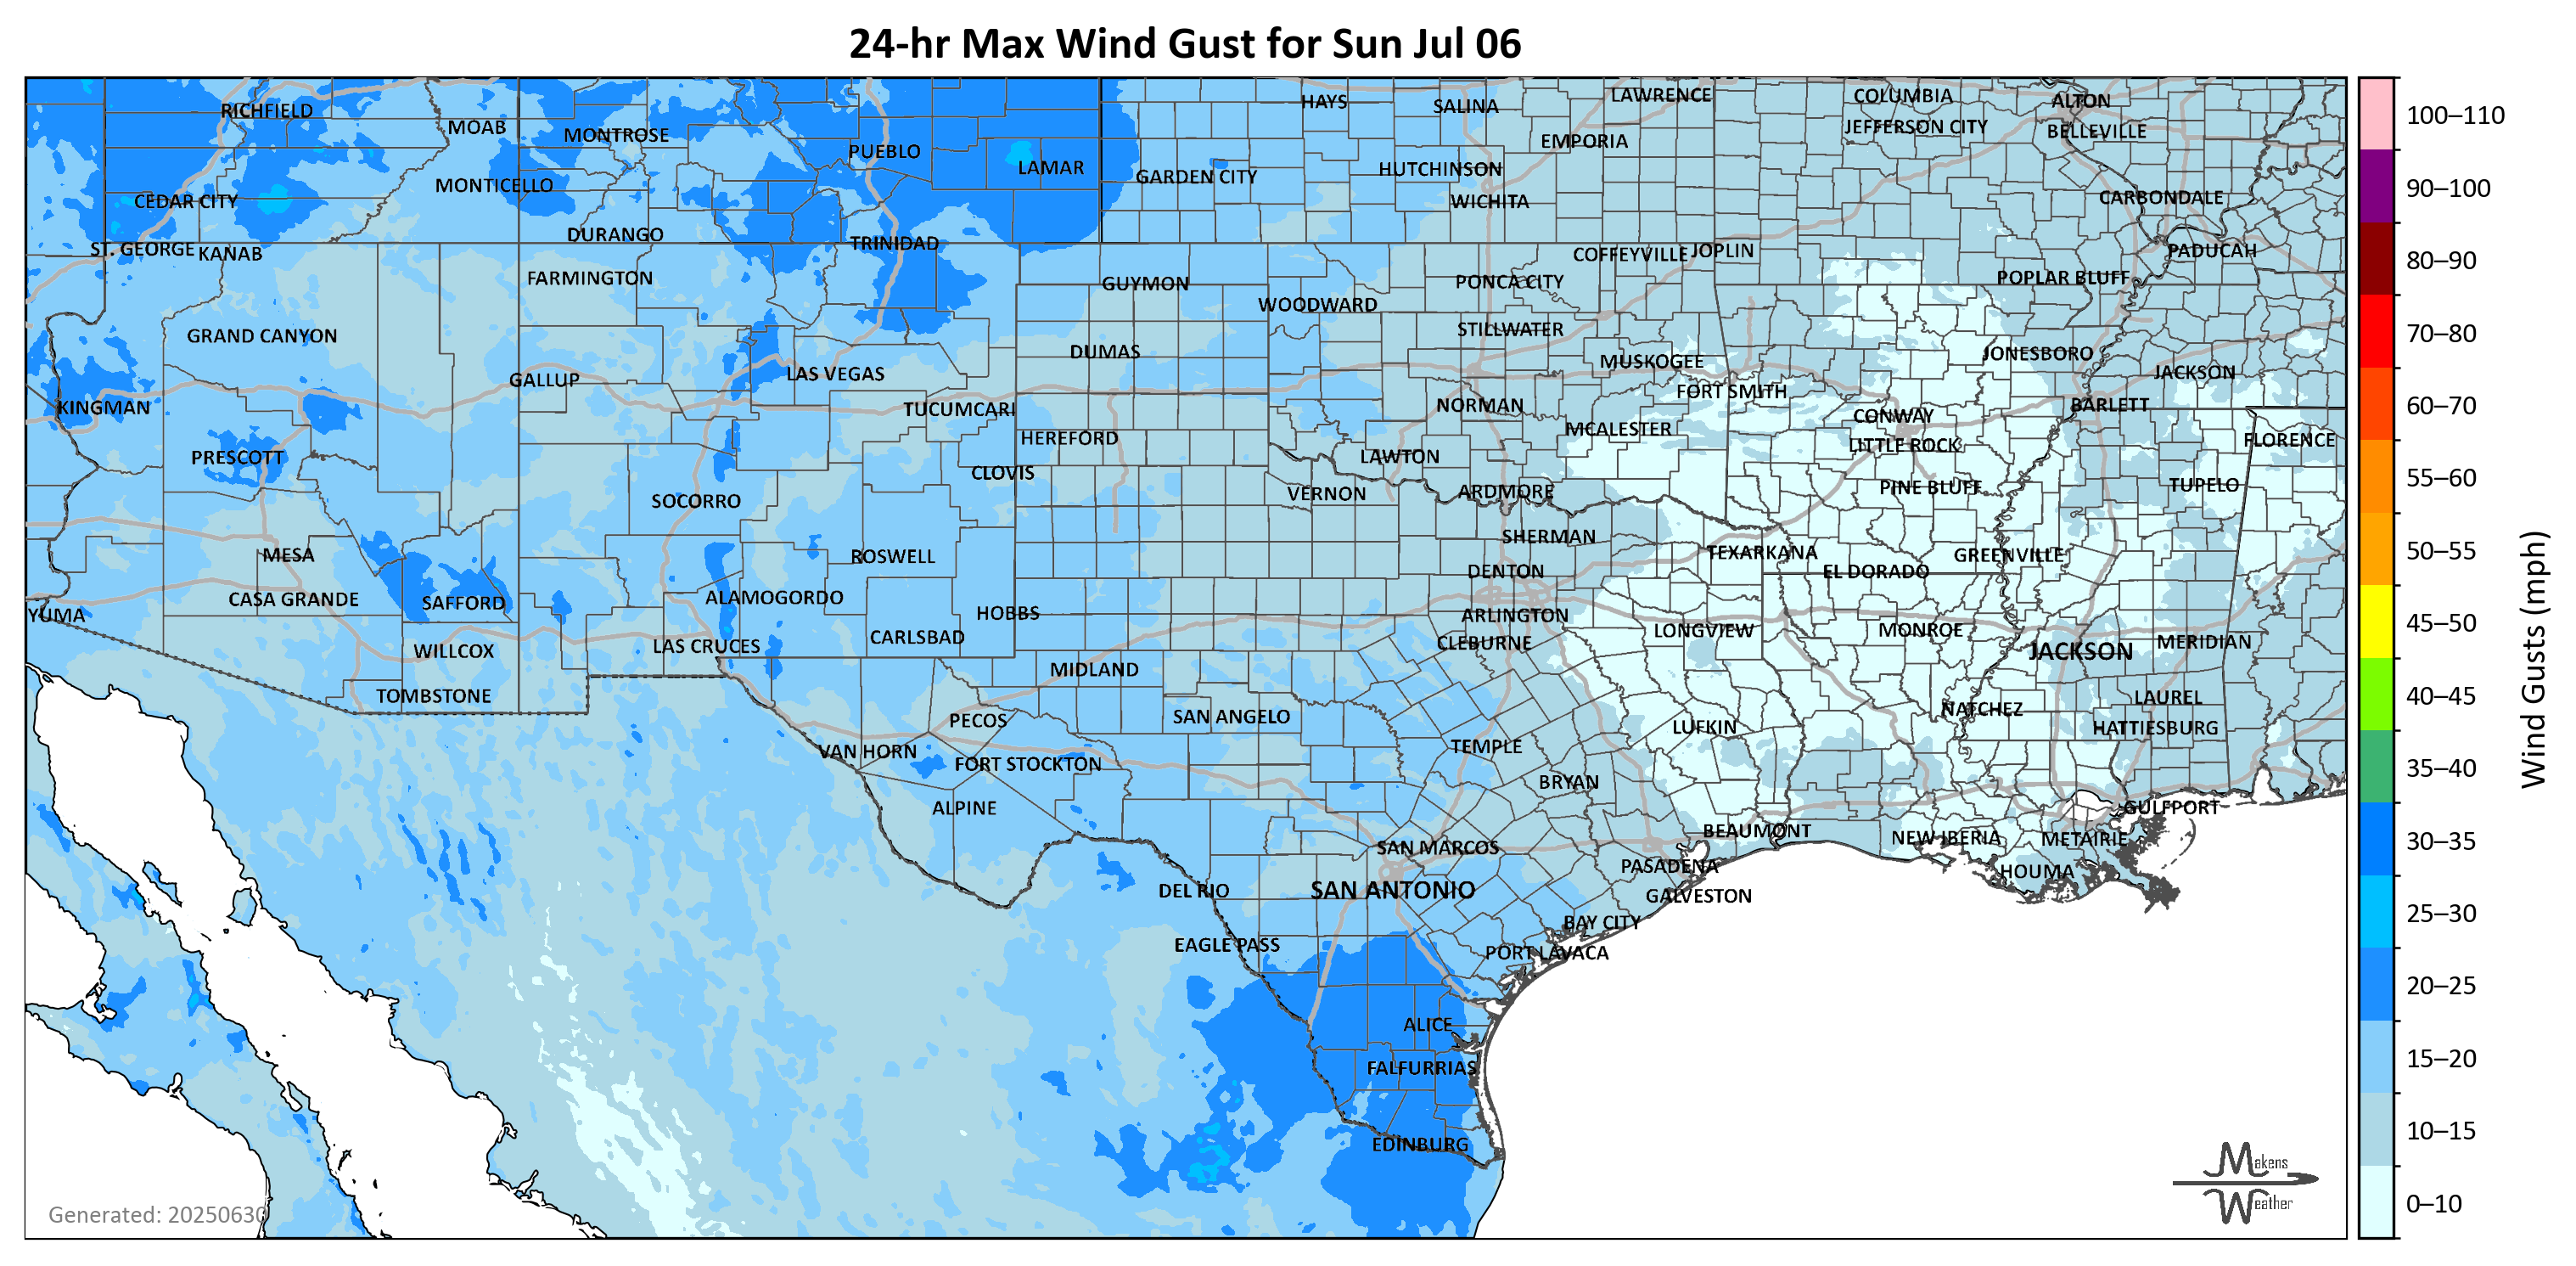 24-hr Max Wind Gust for Sun Jul 06
RICHFIELD
MOAB
MONTROSE
PUEBLO
LAMAR
HAYS
SALINA
LAWRENCE
COLUMBIA
ALTON
JEFFERSON CITY
BELLEVILLE
EMPORIA
GARDEN CITY
HUTCHINSON
MONTICELLO
CEDAR CITY
WICHITA
CARBONDALE
DURANGO
TRINIDAD
ST. GEORGE
KANAB
COFFEYVILLE
JOPLIN
PADUCAH
FARMINGTON
GUYMON
PONCA CITY
POPLAR BLUFF
WOODWARD
GRAND CANYON
STILLWATER
DUMAS
MUSKOGEE
JONESBORO
GALLUP
LAS VEGAS
JACKSON
FORT SMITH
KINGMAN
TUCUMCARI
NORMAN
CONWAY
BARLETT
HEREFORD
MCALESTER
LITTLE ROCK
FLORENCE
PRESCOTT
CLOVIS
LAWTON
SOCORRO
VERNON
ARDMORE
PINE BLUFF
TUPELO
MESA
ROSWELL
SHERMAN
TEXARKANA
GREENVILLE
DENTON
EL DORADO
CASA GRANDE
SAFFORD
ALAMOGORDO
YUMA
HOBBS
ARLINGTON
WILLCOX
LAS CRUCES
CARLSBAD
CLEBURNE
LONGVIEW
MONROE
JACKSON
MERIDIAN
MIDLAND
TOMBSTONE
PECOS
SAN ANGELO
LUFKIN
NATCHEZ
LAUREL
HATTIESBURG
VAN HORN
FORT STOCKTON
TEMPLE
BRYAN
ALPINE
GULFPORT
BEAUMONT
NEW IBERIA
METAIRIE
SAN MARCOS
PASADENA
HOUMA
DEL RIO
SAN ANTONIO
GALVESTON
BAY CITY
EAGLE PASS
PORT LAVACA
ALICE
FALFURRIAS
EDINBURG
Generated: 20250630
Makens
Weather
100–110
90–100
80–90
70–80
60–70
55–60
50–55
45–50
40–45
35–40
30–35
25–30
20–25
15–20
10–15
0–10
Wind Gusts (mph)